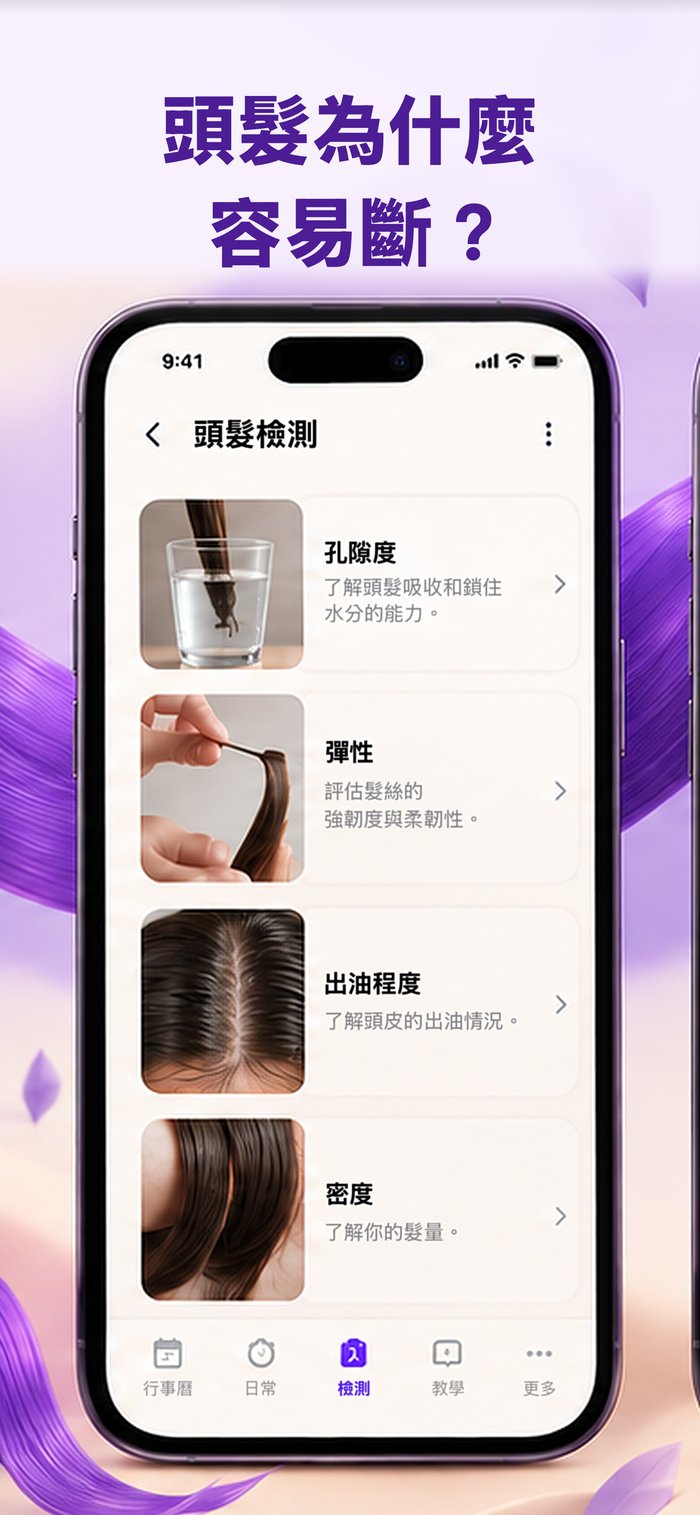 頭髮為什麼
容易斷？
9:41
頭髮檢測
孔隙度
了解頭髮吸收和鎖住
水分的能力。
彈性
評估髮絲的
強韌度與柔韌性。
出油程度
了解頭皮的出油情況。
密度
了解你的髮量。
行事曆
日常
檢測
教學
更多